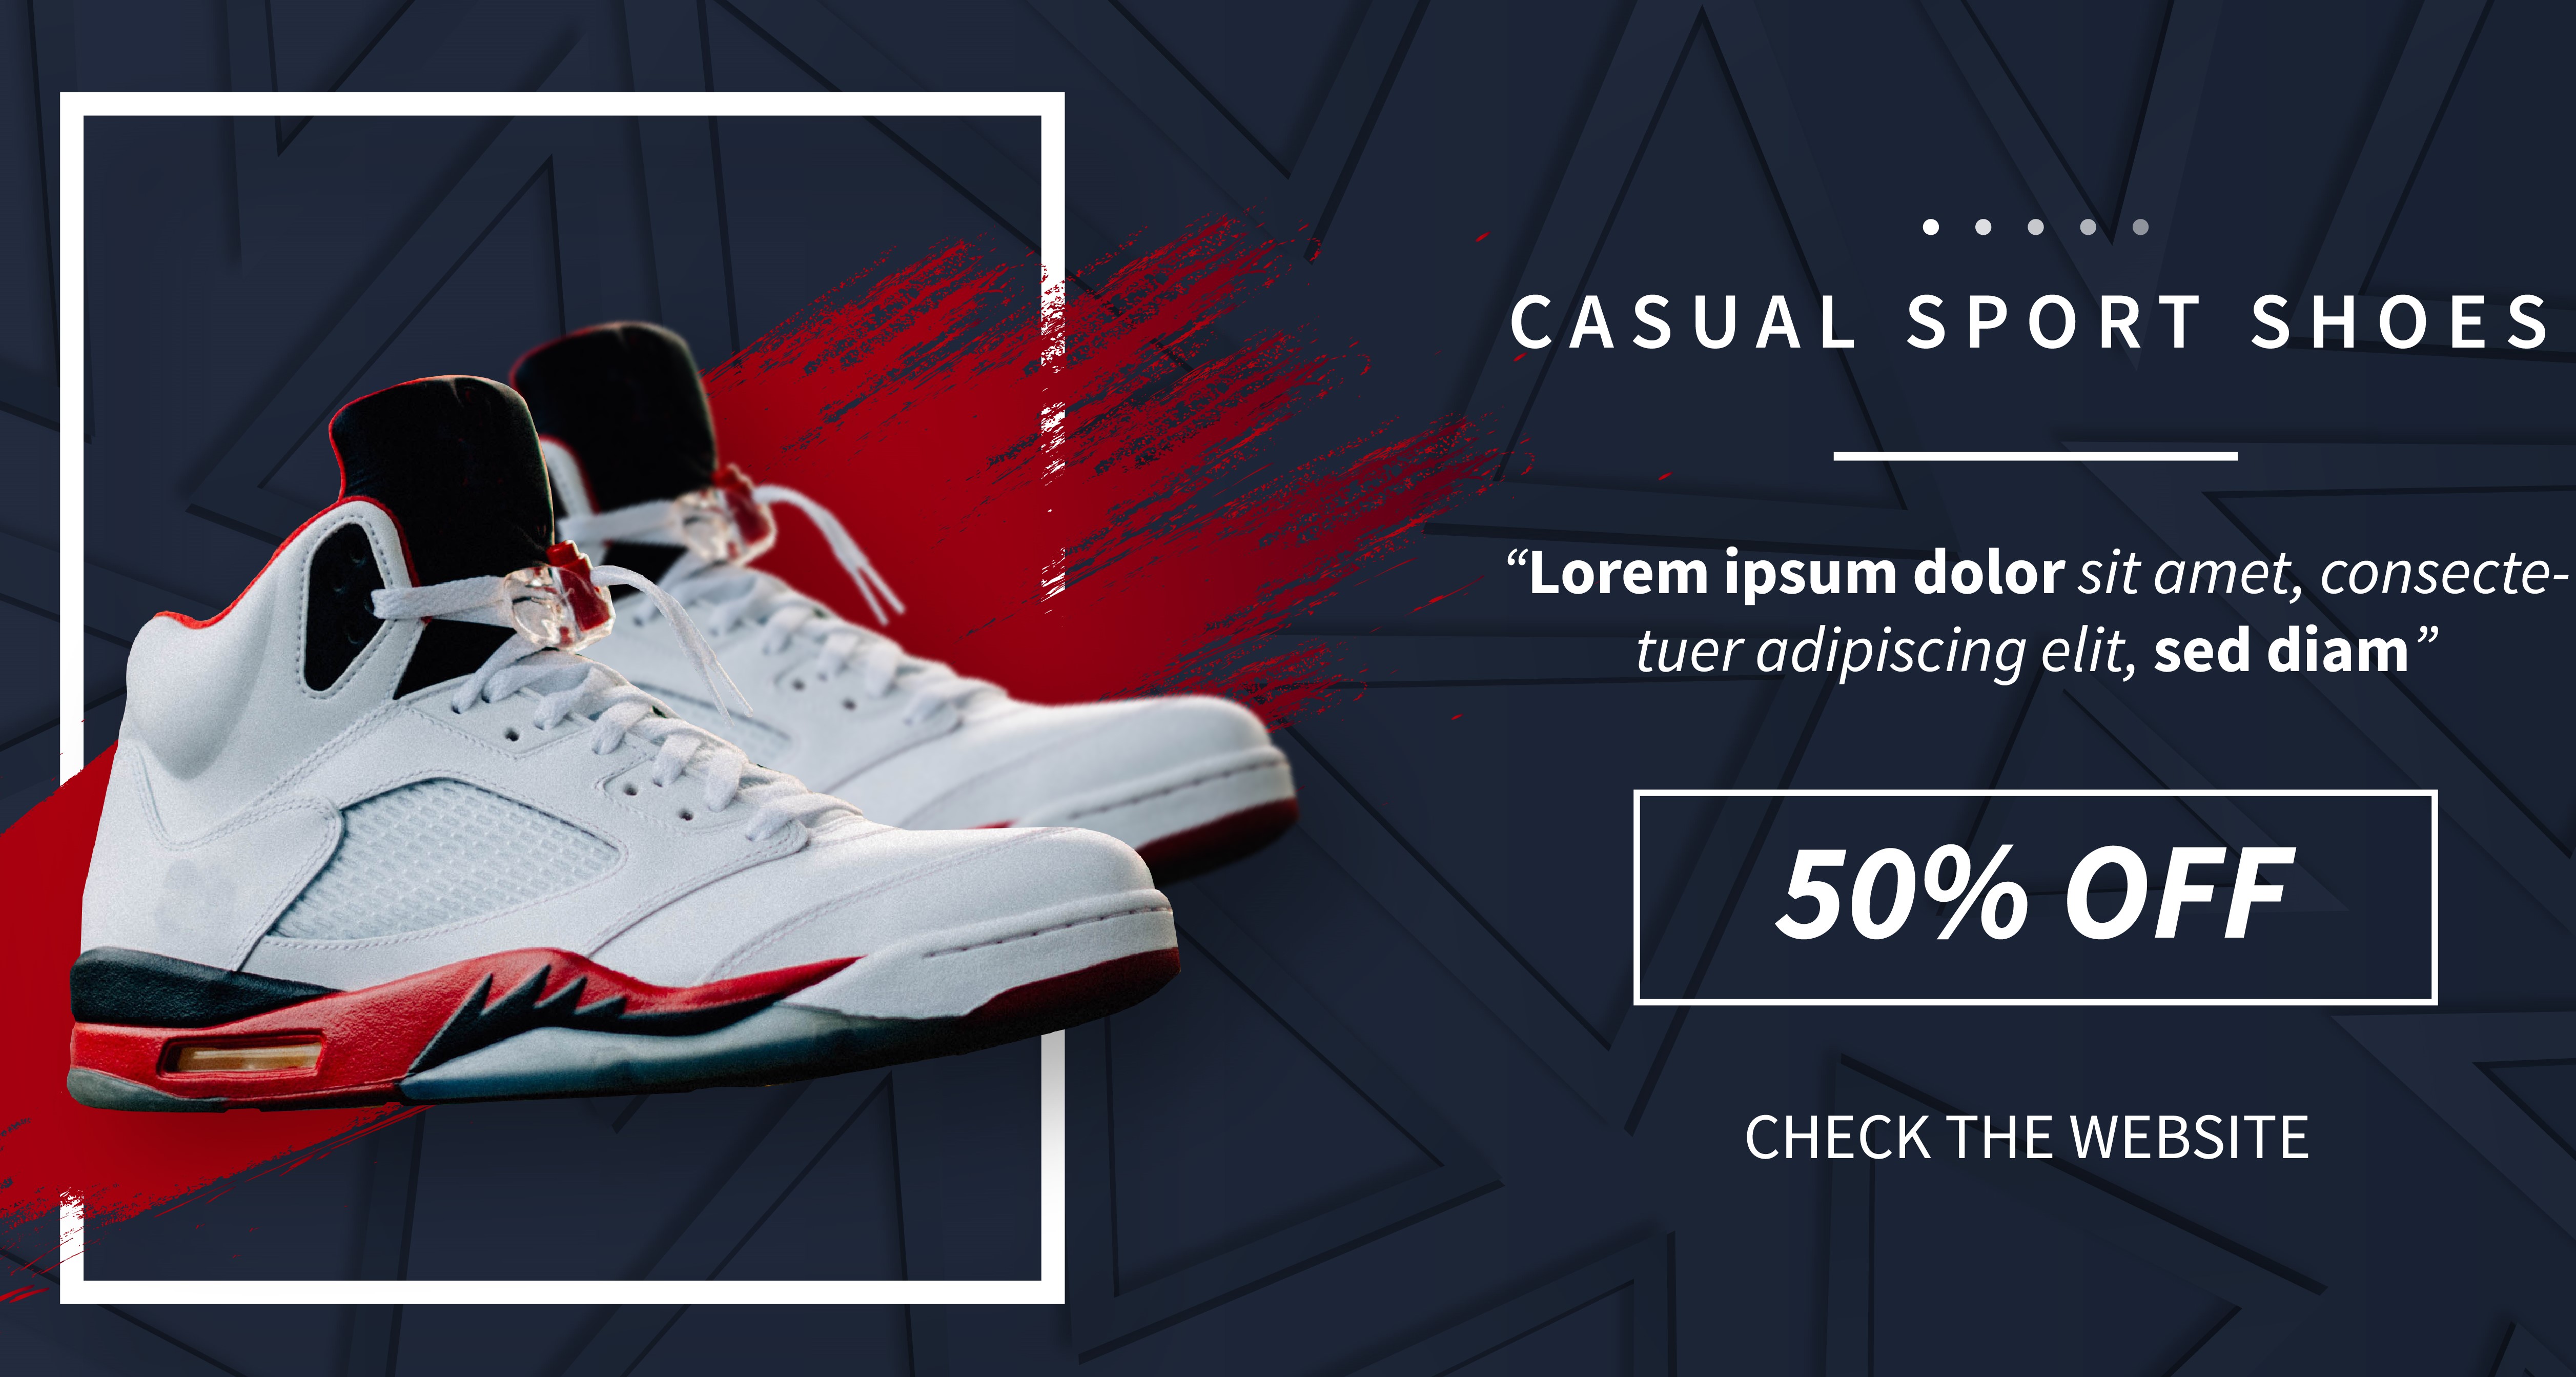 CASUAL SPORT SHOES
“Lorem ipsum dolor sit amet, consecte-
tuer adipiscing elit, sed diam”
50% OFF
CHECK THE WEBSITE